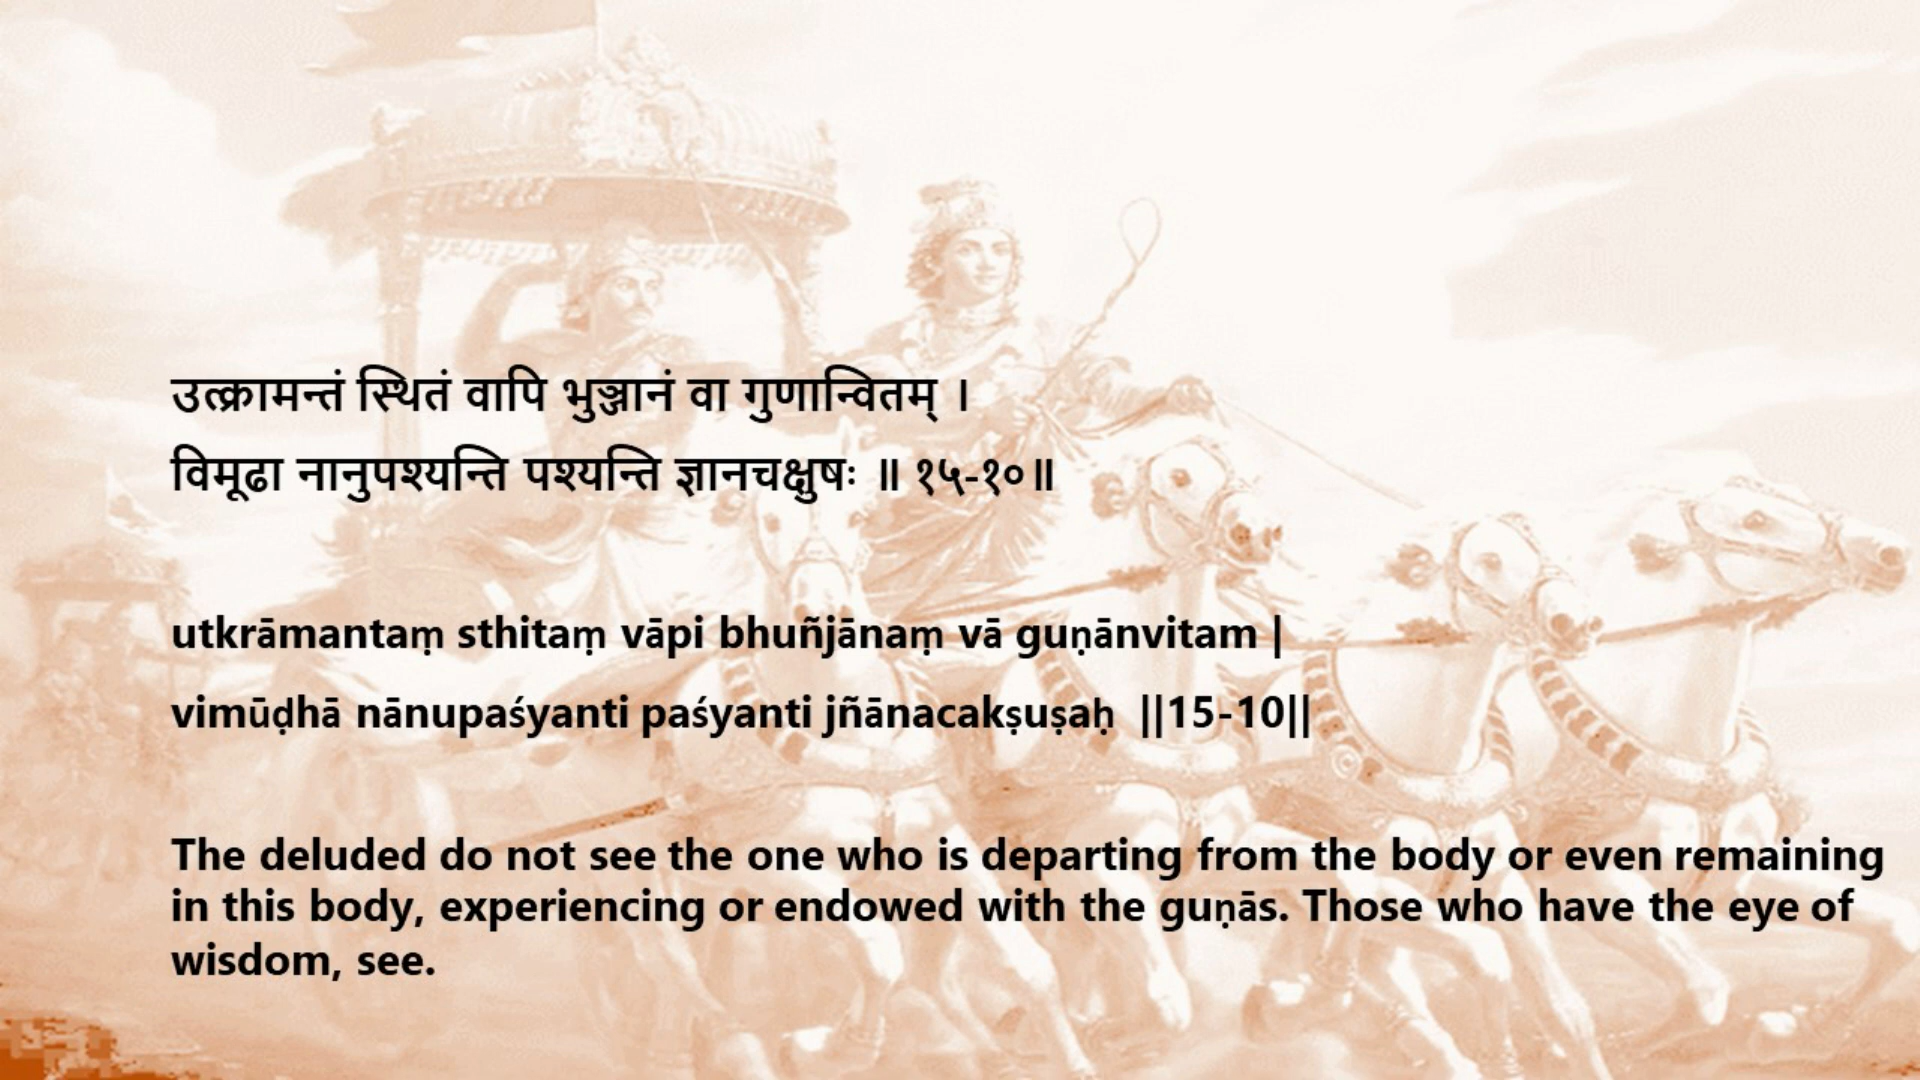 उत्क्रामन्तं स्थितं वापि भुञ्जानं वा गुणान्वितम् ।
विमूढा नानुपश्यन्ति पश्यन्ति ज्ञानचक्षुषः ॥ १५-१०॥
utkrāmantaṃ sthitaṃ vāpi bhuñjānaṃ vā guṇānvitam |
vimūḍhā nānupaśyanti paśyanti jñānacakṣuṣaḥ ||15-10||
The deluded do not see the one who is departing from the body or even remaining
in this body, experiencing or endowed with the guṇās. Those who have the eye of
wisdom, see.